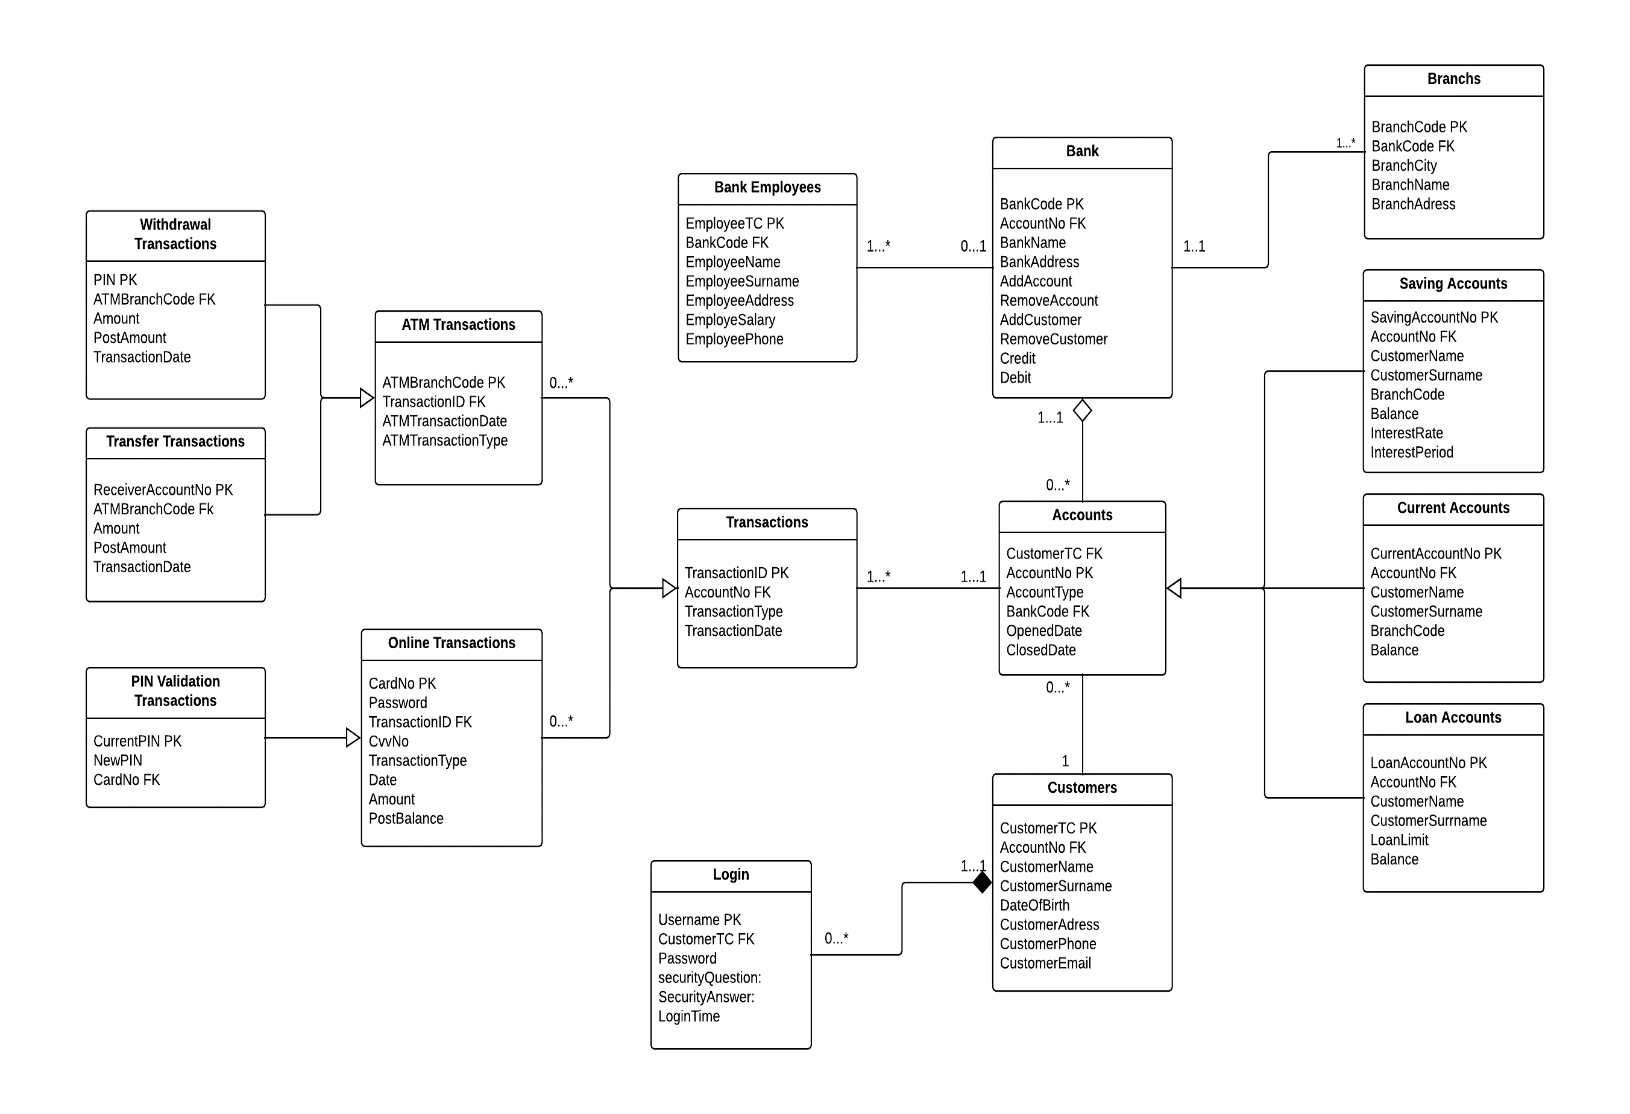 Branchs
BranchCode PK
BankCode FK
BranchCity
BranchName
BranchAdress
1...*
Bank
BankCode PK
AccountNo FK
BankName
BankAddress
AddAccount
RemoveAccount
AddCustomer
RemoveCustomer
Credit
Debit
1..1
Bank Employees
EmployeeTC PK
BankCode FK
EmployeeName
EmployeeSurname
EmployeeAddress
EmployeSalary
EmployeePhone
1...*
0...1
Withdrawal
Transactions
PIN PK
ATMBranchCode FK
Amount
PostAmount
TransactionDate
Saving Accounts
SavingAccountNo PK
AccountNo FK
CustomerName
CustomerSurname
BranchCode
Balance
InterestRate
InterestPeriod
ATM Transactions
ATMBranchCode PK
TransactionID FK
ATMTransactionDate
ATMTransactionType
0...*
1...1
0...*
Transfer Transactions
ReceiverAccountNo PK
ATMBranchCode Fk
Amount
PostAmount
TransactionDate
Transactions
TransactionID PK
AccountNo FK
TransactionType
TransactionDate
1...*
1...1
Accounts
CustomerTC FK
AccountNo PK
AccountType
BankCode FK
OpenedDate
ClosedDate
0...*
1
Current Accounts
CurrentAccountNo PK
AccountNo FK
CustomerName
CustomerSurname
BranchCode
Balance
Online Transactions
CardNo PK
Password
TransactionID FK
CvvNo
TransactionType
Date
Amount
PostBalance
0...*
PIN Validation
Transactions
CurrentPIN PK
NewPIN
CardNo FK
Loan Accounts
LoanAccountNo PK
AccountNo FK
CustomerName
CustomerSurrname
LoanLimit
Balance
Customers
CustomerTC PK
AccountNo FK
CustomerName
CustomerSurname
DateOfBirth
CustomerAdress
CustomerPhone
CustomerEmail
1...1
Login
Username PK
CustomerTC FK
Password
securityQuestion:
SecurityAnswer:
LoginTime
0...*